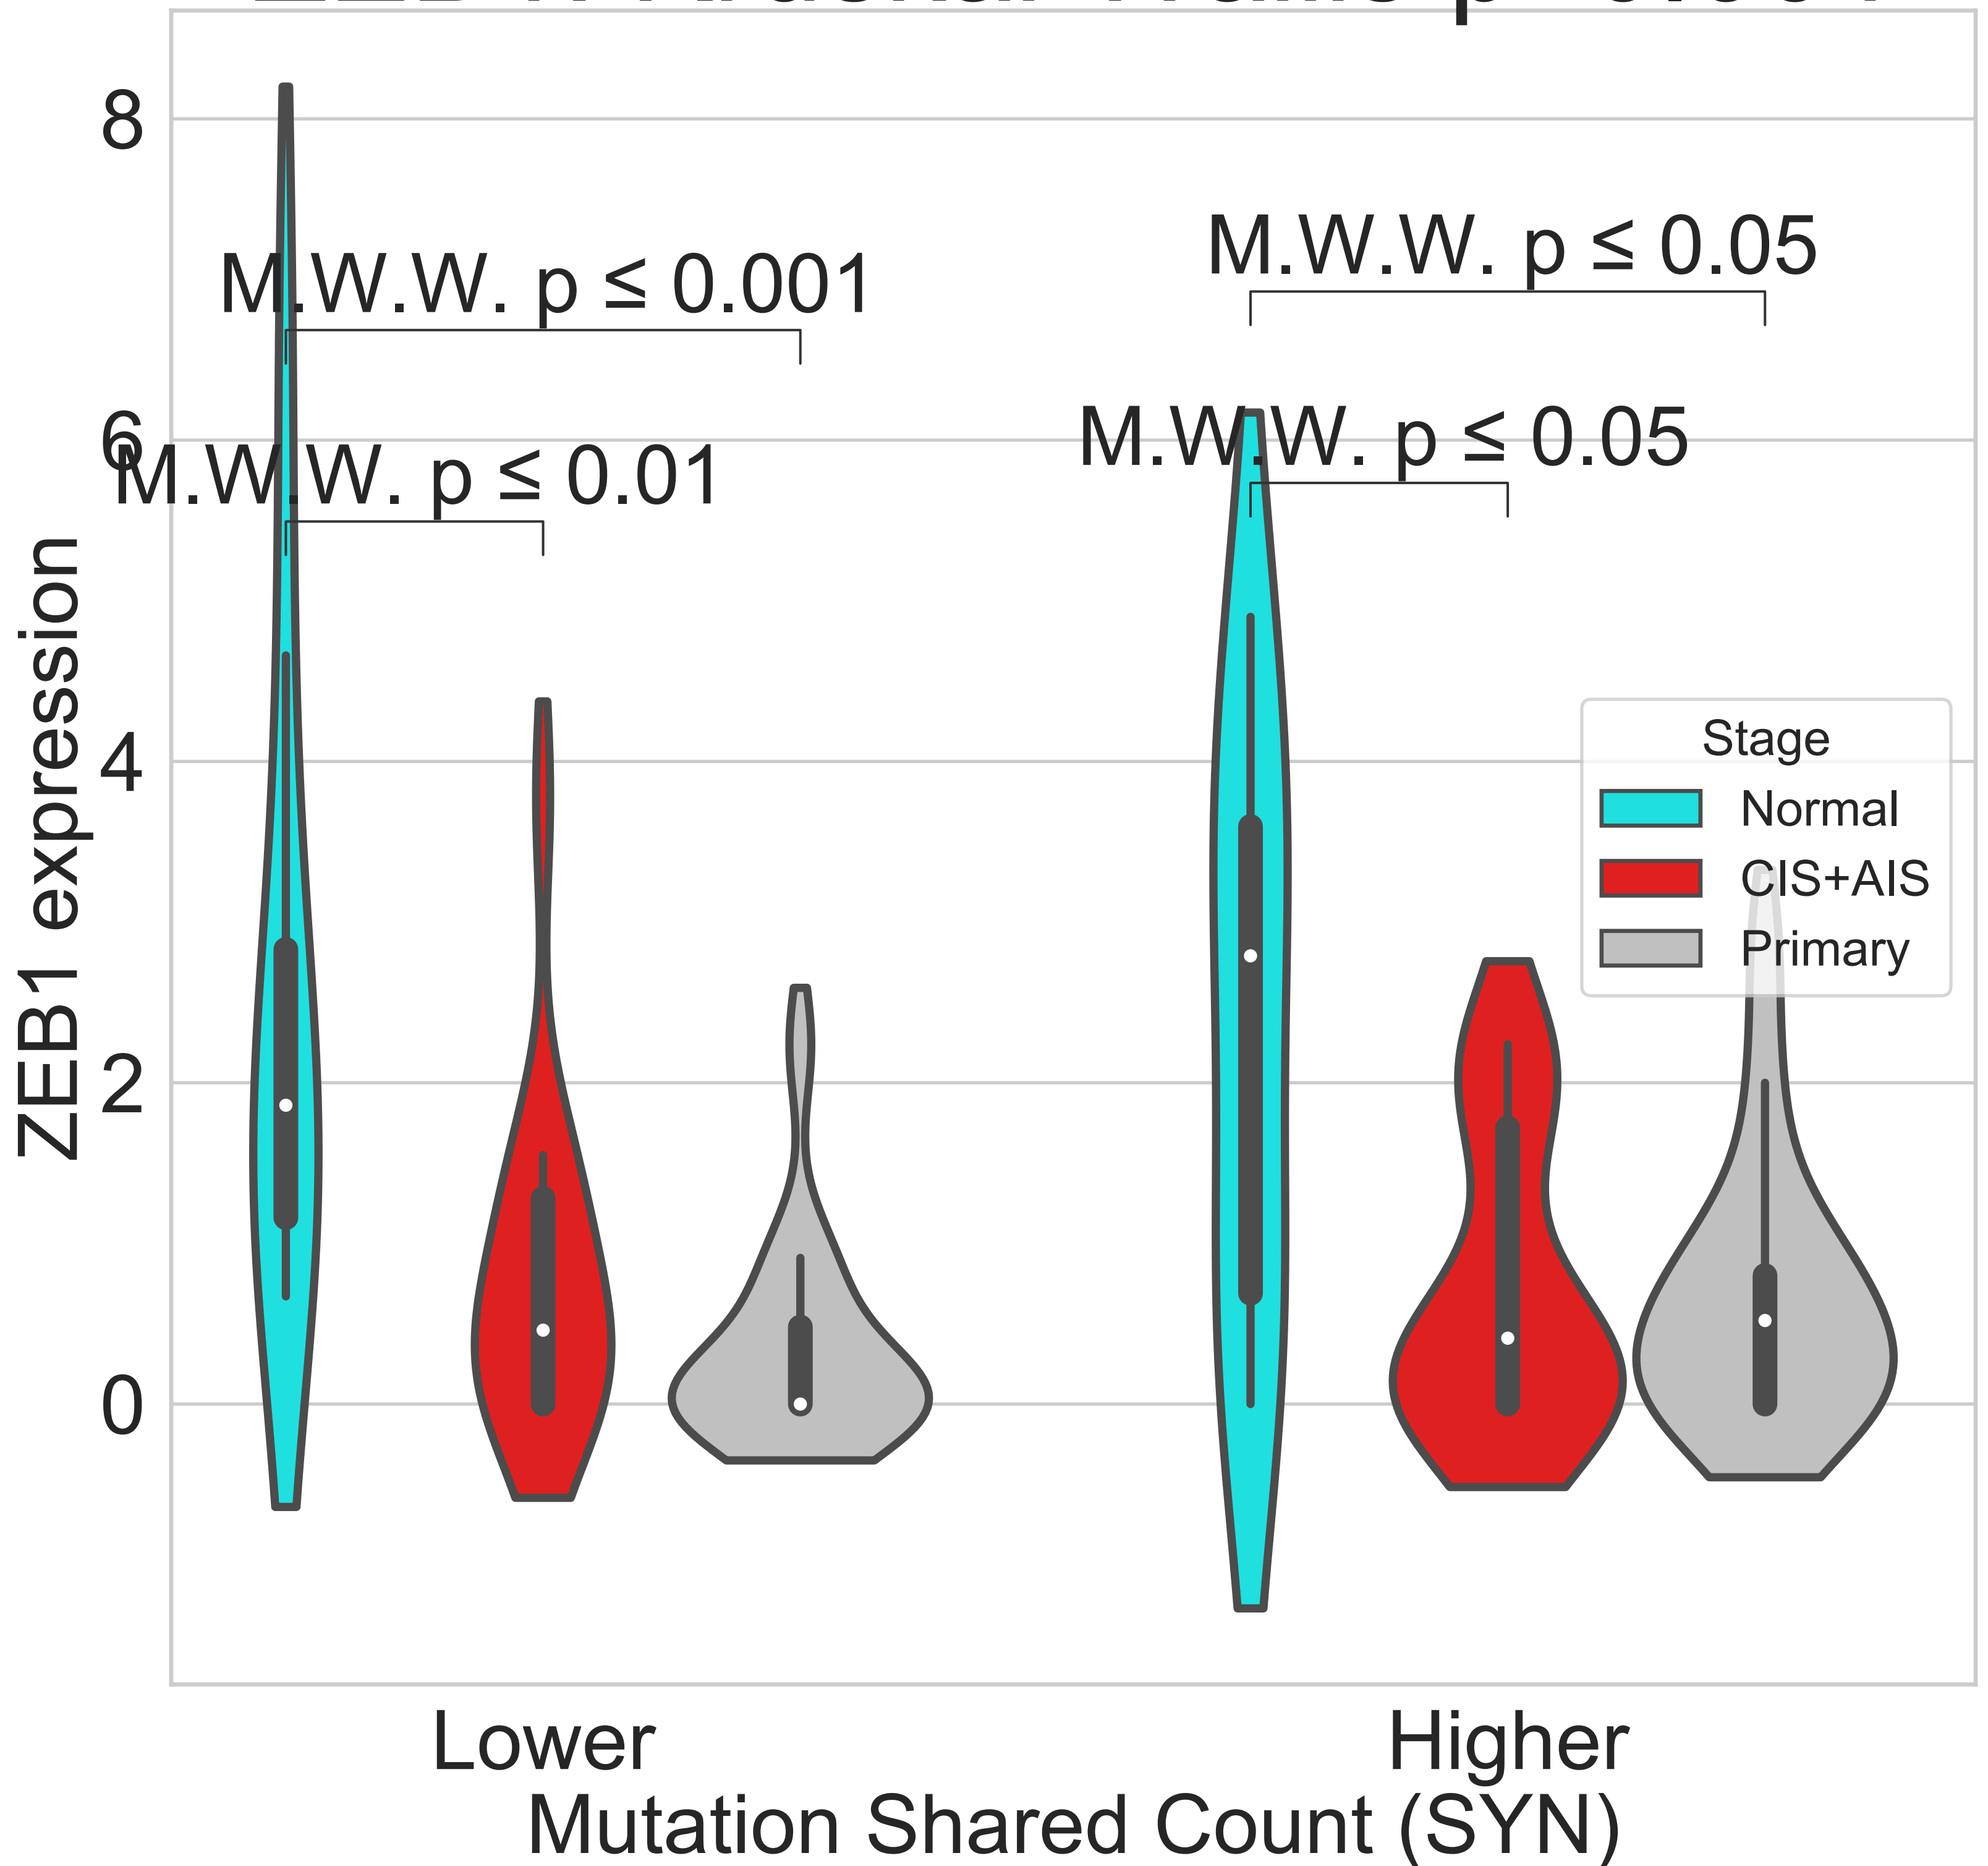 8
6
4
2
0
ZEB1 expression
M.W.W. p ≤ 0.001
M.W.W. p ≤ 0.01
M.W.W. p ≤ 0.05
M.W.W. p ≤ 0.05
Stage
Normal
CIS+AIS
Primary
Lower
Higher
Mutation Shared Count (SYN)